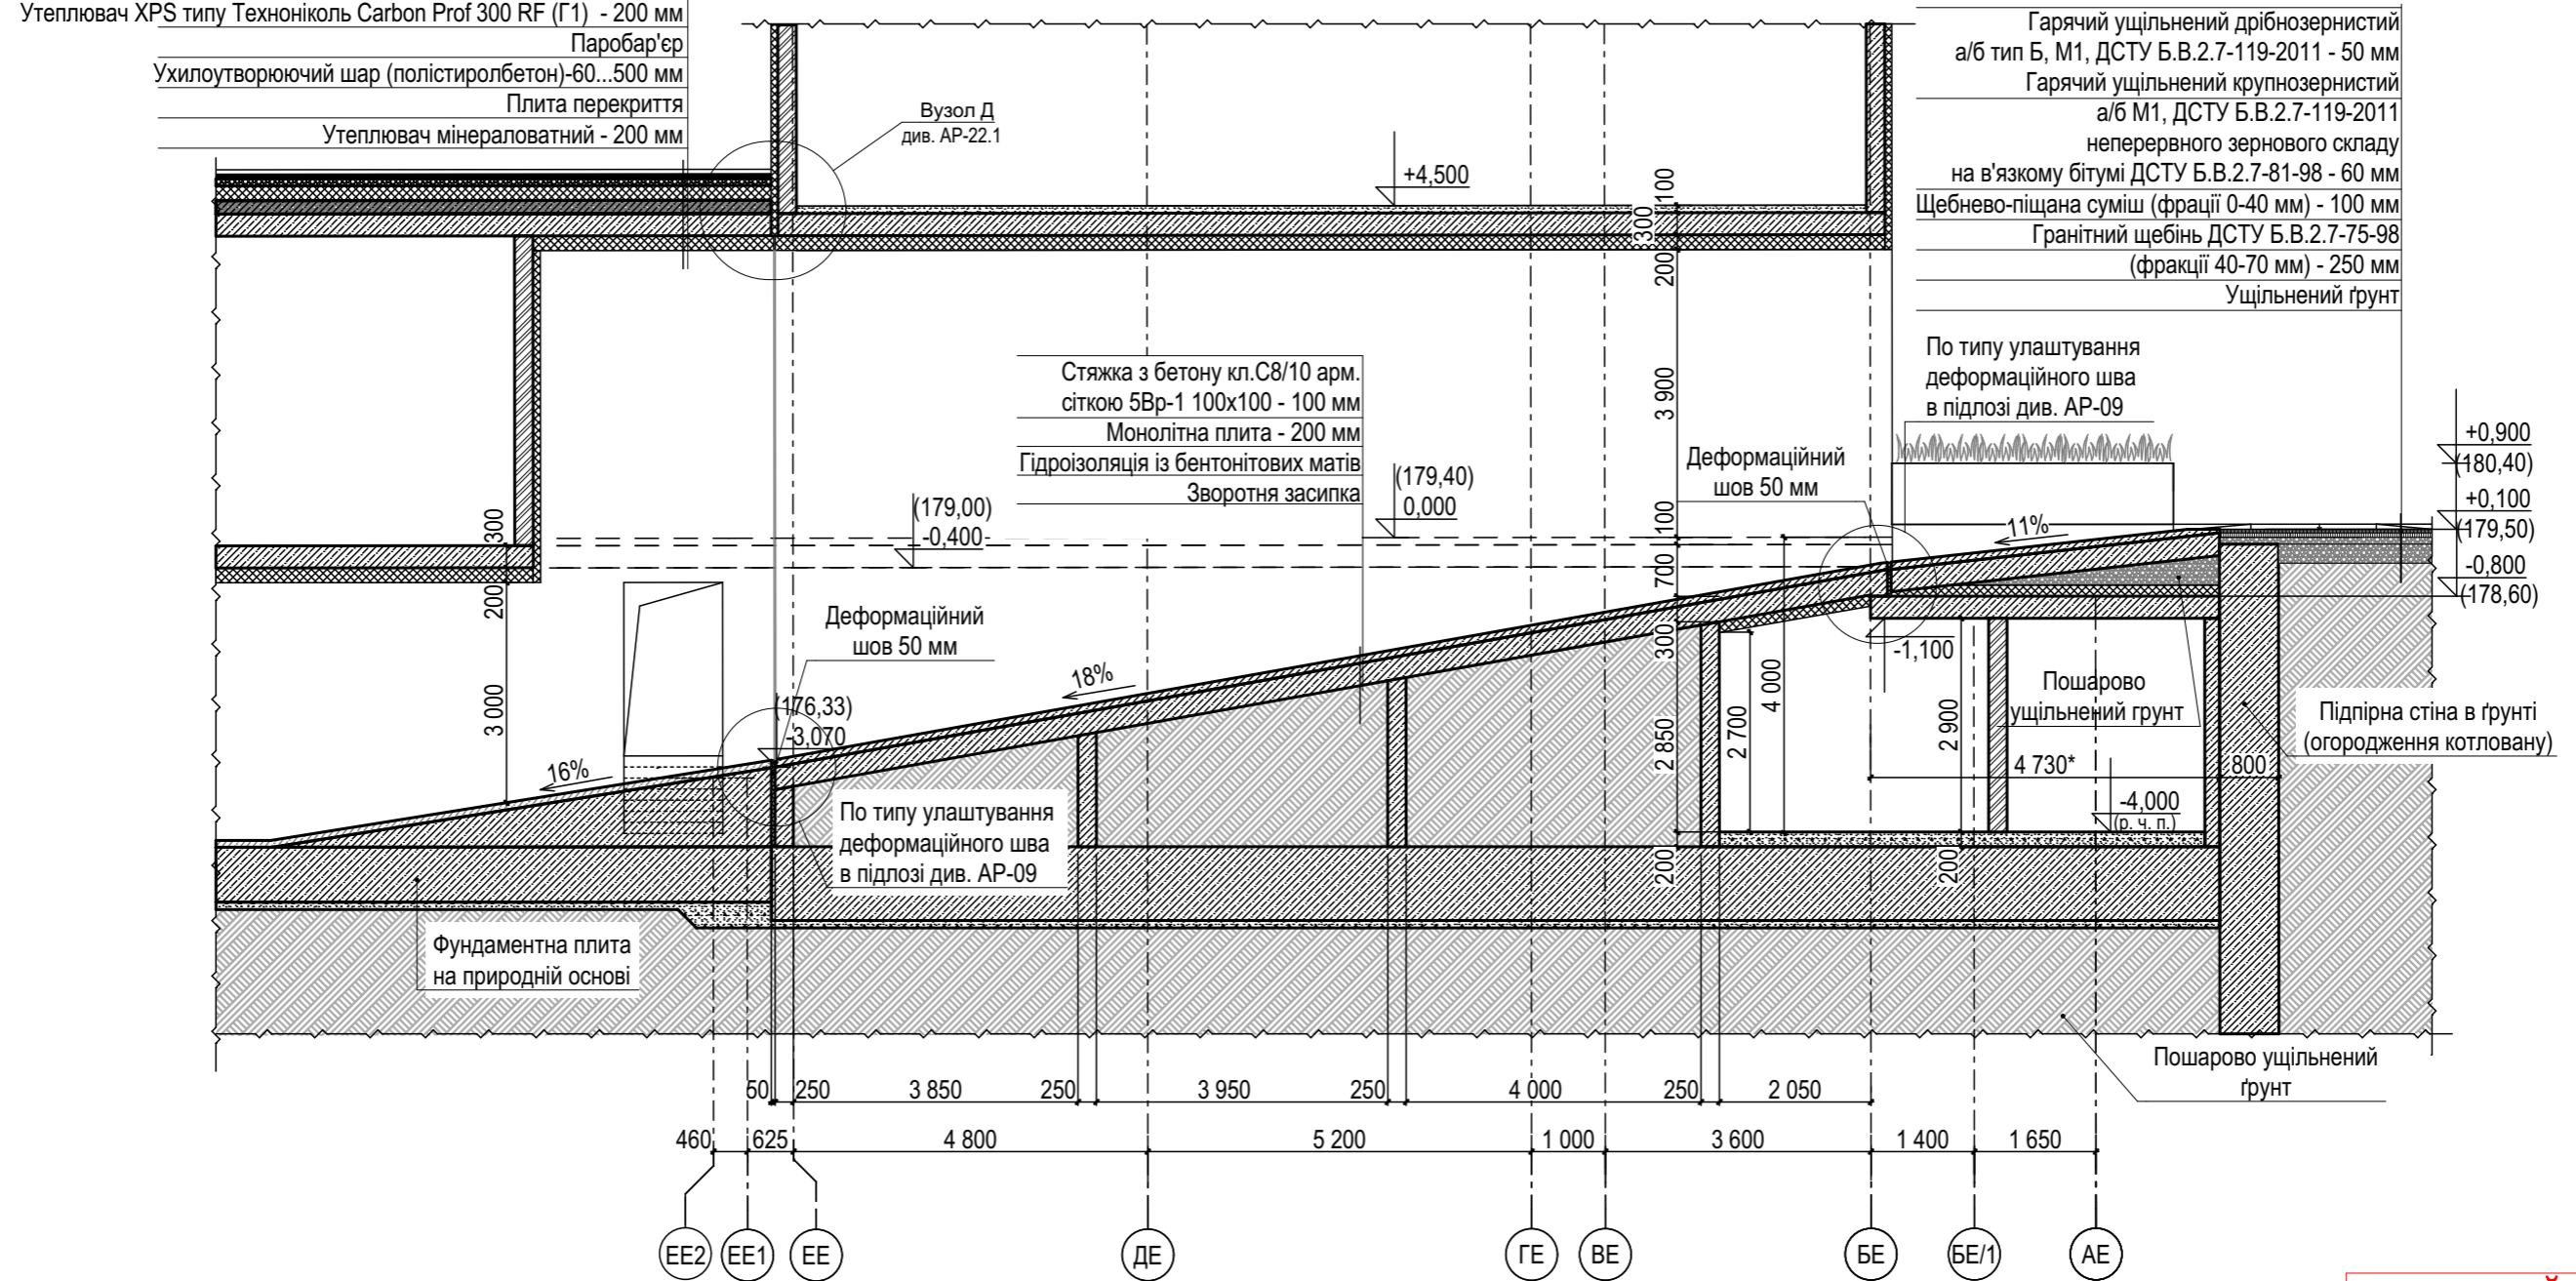 Утеплювач XPS типу Техноніколь Carbon Prof 300 RF (Г1) - 200 мм
Паробар'єр
Ухилоутворюючий шар (полістиролбетон)-60...500 мм
Плита перекриття
Утеплювач мінераловатний - 200 мм
Вузол Д
див. АР-22.1
Гарячий ущільнений дрібнозернистий
а/б тип Б, М1, ДСТУ Б.В.2.7-119-2011 - 50 мм
Гарячий ущільнений крупнозернистий
а/б М1, ДСТУ Б.В.2.7-119-2011
неперервного зернового складу
на в'язкому бітумі ДСТУ Б.В.2.7-81-98 - 60 мм
Щебнево-піщана суміш (фрації 0-40 мм) - 100 мм
Гранітний щебінь ДСТУ Б.В.2.7-75-98
(фракції 40-70 мм) - 250 мм
Ущільнений ґрунт
+4,500
100
300
200
3 900
100
700
300
2 850
200
Стяжка з бетону кл.С8/10 арм.
сіткою 5Вр-1 100х100 - 100 мм
Монолітна плита - 200 мм
Гідроізоляція із бентонітових матів
Зворотня засипка
По типу улаштування
деформаційного шва
в підлозі див. АР-09
Деформаційний
шов 50 мм
(179,40)
0,000
(179,00)
-0,400
+0,900
(180,40)
+0,100
(179,50)
-0,800
(178,60)
11%
300
200
3 000
Деформаційний
шов 50 мм
18%
(176,33)
-3,070
16%
2 700
4 000
-1,100
2 900
200
Пошарово
ущільнений грунт
4 730*
800
-4,000
(р. ч. п.)
Підпірна стіна в ґрунті
(огородження котловану)
По типу улаштування
деформаційного шва
в підлозі див. АР-09
Фундаментна плита
на природній основі
Пошарово ущільнений
ґрунт
50 250 3 850 250 3 950 250 4 000 250 2 050
460 625 4 800 5 200 1 000 3 600 1 400 1 650
ЕЕ2 ЕЕ1 ЕЕ ДЕ ГЕ ВЕ БЕ БЕ/1 АЕ